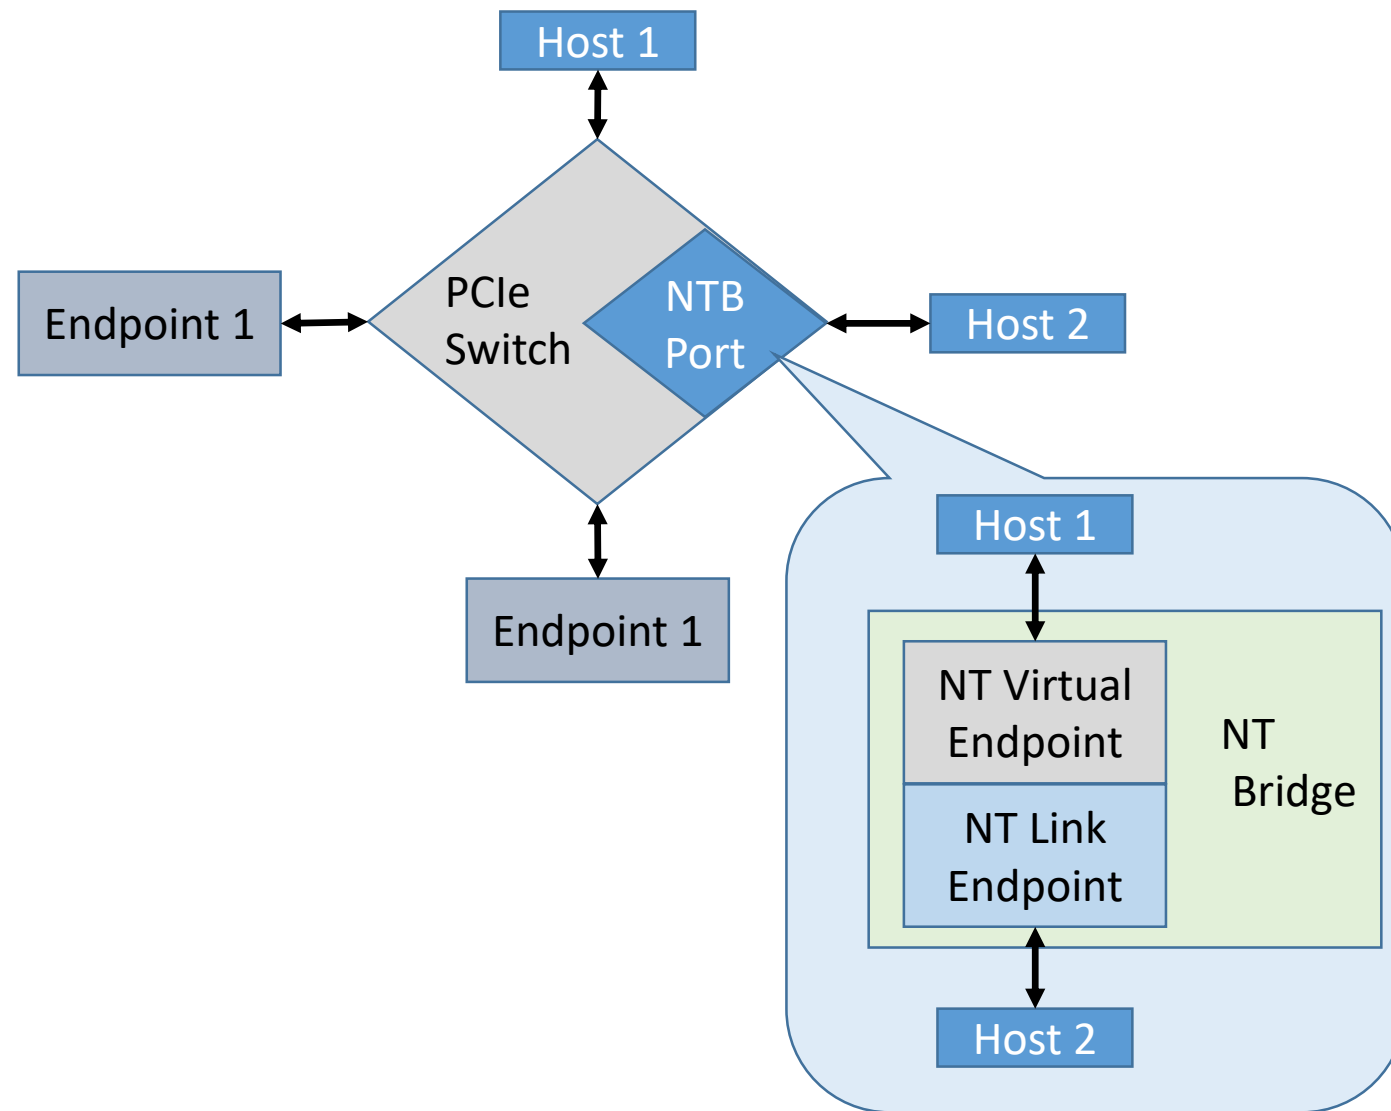 Host 1
PCIe
Switch
NTB
Port
Endpoint 1
Host 2
Endpoint 1
Host 1
NT Virtual
Endpoint
NT Link
Endpoint
NT
Bridge
Host 2